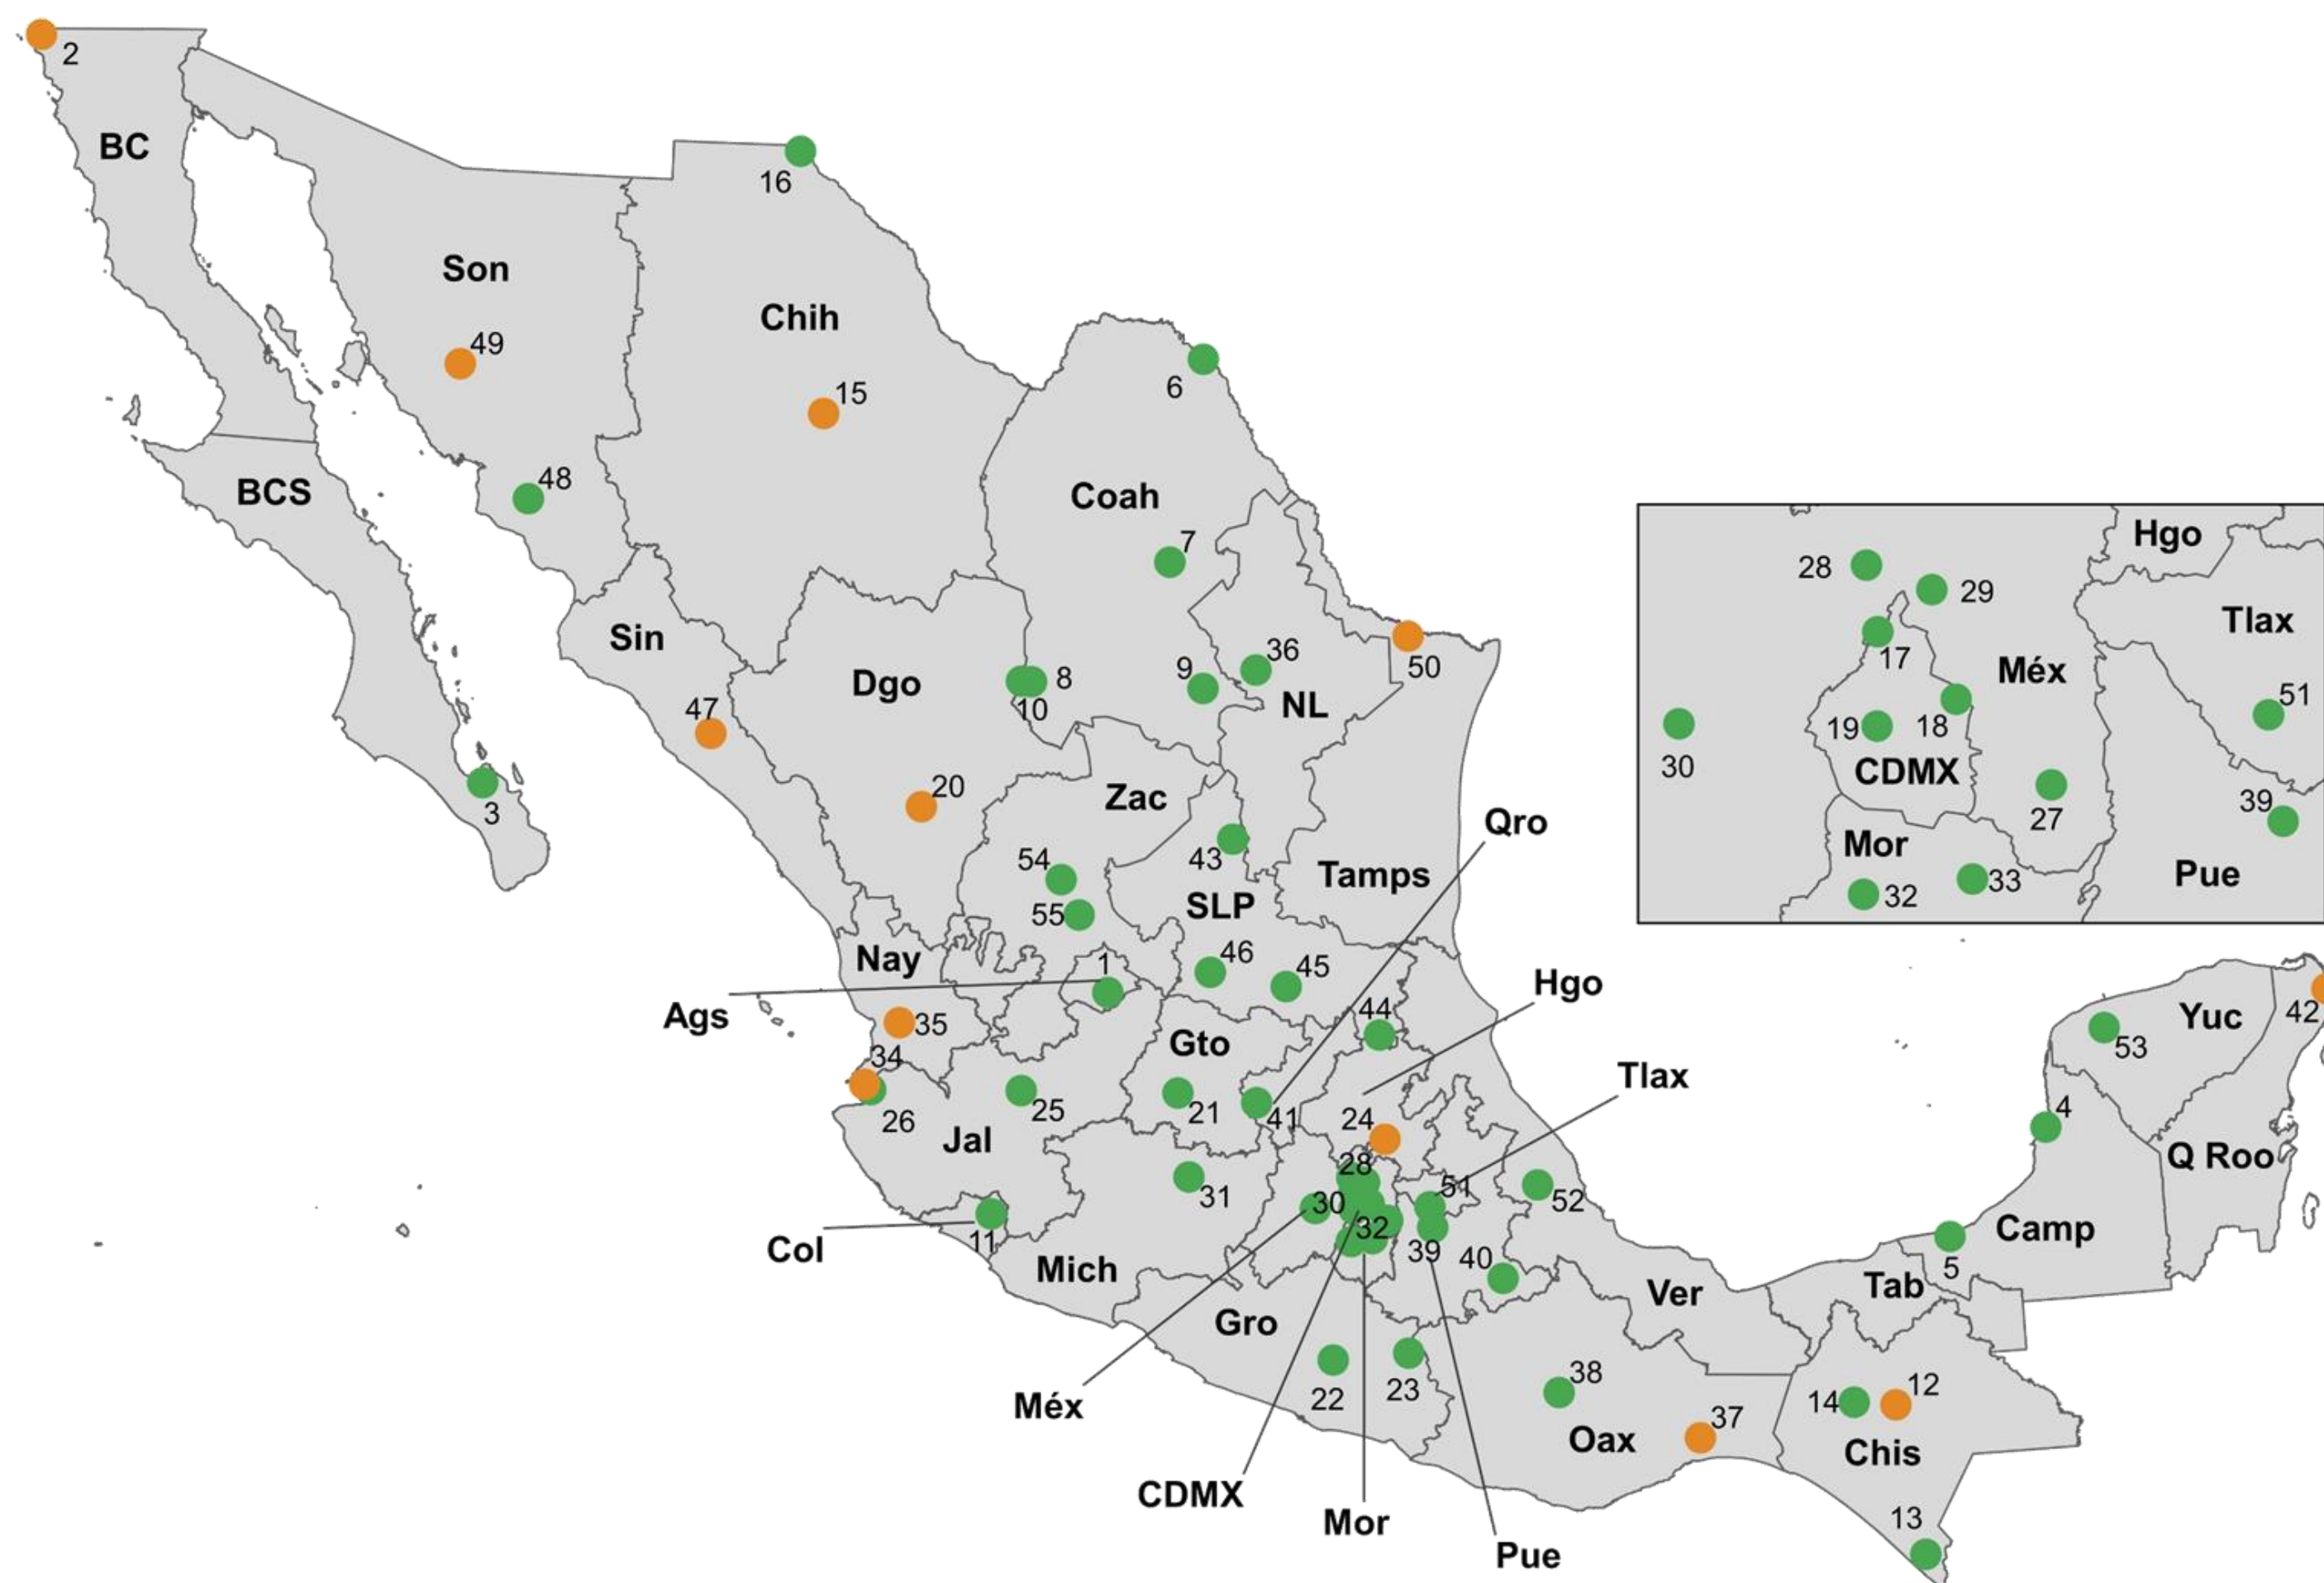 2
BC
16
Son
Chih
49
6
15
48
BCS
Coah
7
Hgo
28
29
Tlax
17
Méx
51
19
18
30
CDMX
39
27
Mor
Pue
32
33
Sin
36
50
9
8
10
NL
Dgo
47
20
Zac
3
Qro
54
43
Tamps
55
SLP
Nay
46
45
1
Hgo
Ags
44
35
Gto
34
Tlax
Yuc
42
53
25
21
41
24
26
Jal
4
Q Roo
28
51
30
31
52
32
11
Col
39
40
Camp
5
Mich
Tab
Ver
Gro
22
23
38
14
12
Méx
37
Oax
Chis
CDMX
Mor
13
Pue